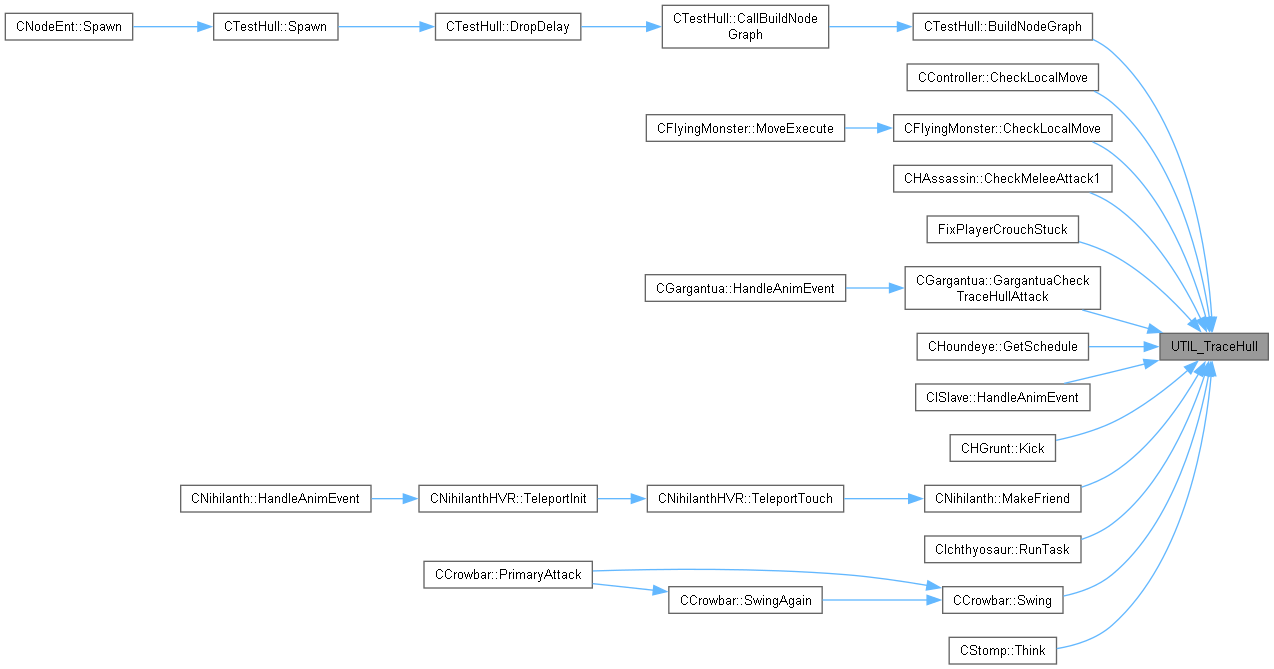 CNodeEnt::Spawn
CTestHull::Spawn
CTestHull::DropDelay
CTestHull::CallBuildNode
Graph
CTestHull::BuildNodeGraph
CController::CheckLocalMove
CFlyingMonster::MoveExecute
CFlyingMonster::CheckLocalMove
CHAssassin::CheckMeleeAttack1
FixPlayerCrouchStuck
CGargantua::HandleAnimEvent
CGargantua::GargantuaCheck
TraceHullAttack
UTIL_TraceHull
CHoundeye::GetSchedule
CISlave::HandleAnimEvent
CHGrunt::Kick
CNihilanth::HandleAnimEvent
CNihilanthHVR::TeleportInit
CNihilanthHVR::TeleportTouch
CNihilanth::MakeFriend
CIchthyosaur::RunTask
CCrowbar::PrimaryAttack
CCrowbar::SwingAgain
CCrowbar::Swing
CStomp::Think